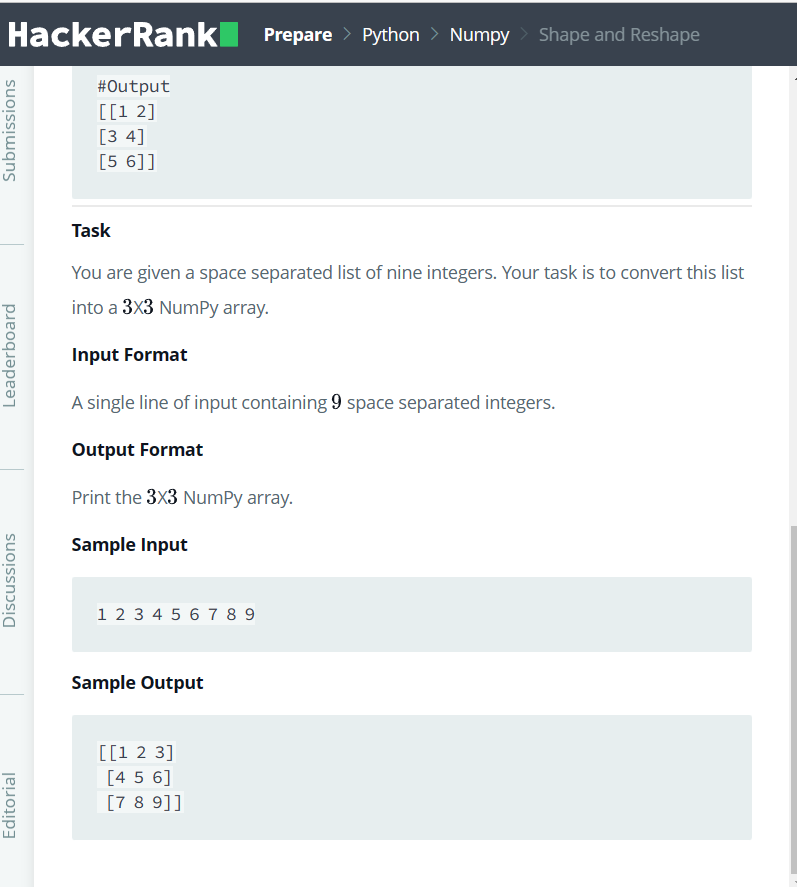 HackerRank Prepare > Python > Numpy > Shape and Reshape
Submissions
Leaderboard
Discussions
Editorial
#Output
[[1 2]
[3 4]
[5 6]]
Task
You are given a space separated list of nine integers. Your task is to convert this list
into a 3X3 NumPy array.
Input Format
A single line of input containing 9 space separated integers.
Output Format
Print the 3X3 NumPy array.
Sample Input
1 2 3 4 5 6 7 8 9
Sample Output
[[1 2 3]
 [4 5 6]
 [7 8 9]]